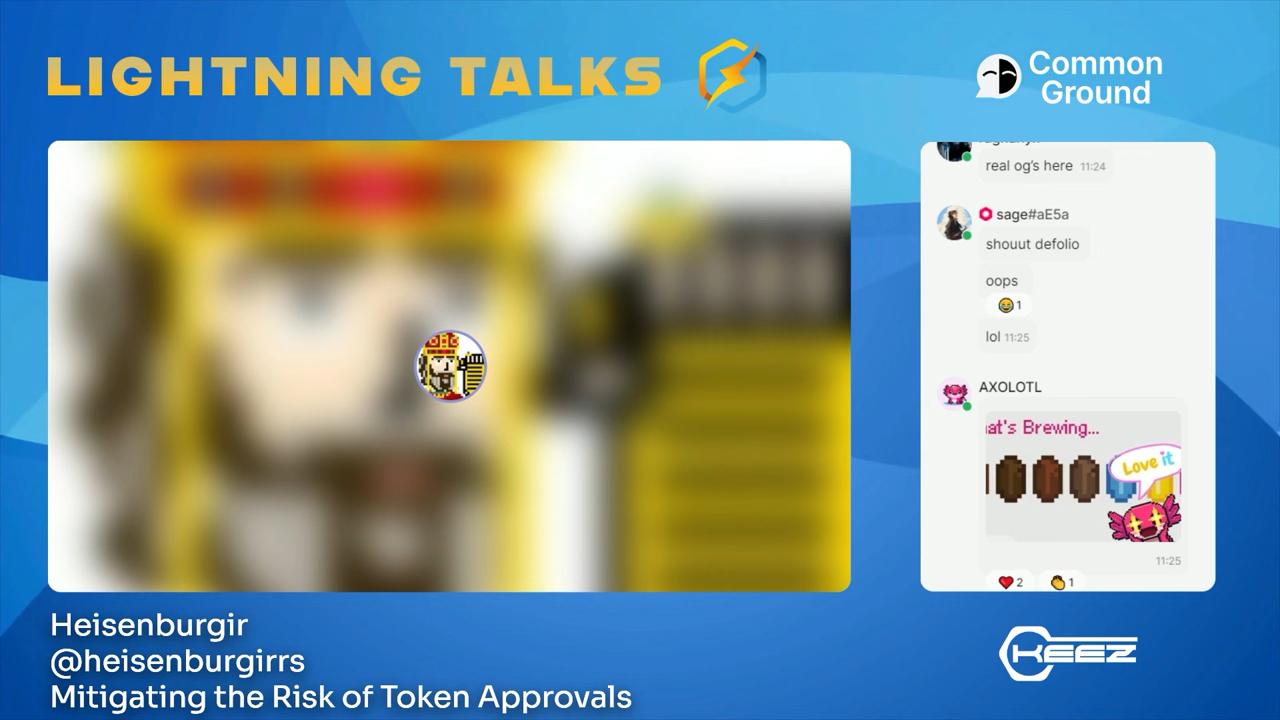 LIGHTNING TALKS
Common
Ground
real og's here 11:24
sage#aE5a
shouut defolio
oops
😂 1
lol 11:25
AXOLOTL
at's Brewing...
Love it
11:25
❤️ 2 👏 1
Heisenburgir
@heisenburgirrs
Mitigating the Risk of Token Approvals
KEEZ